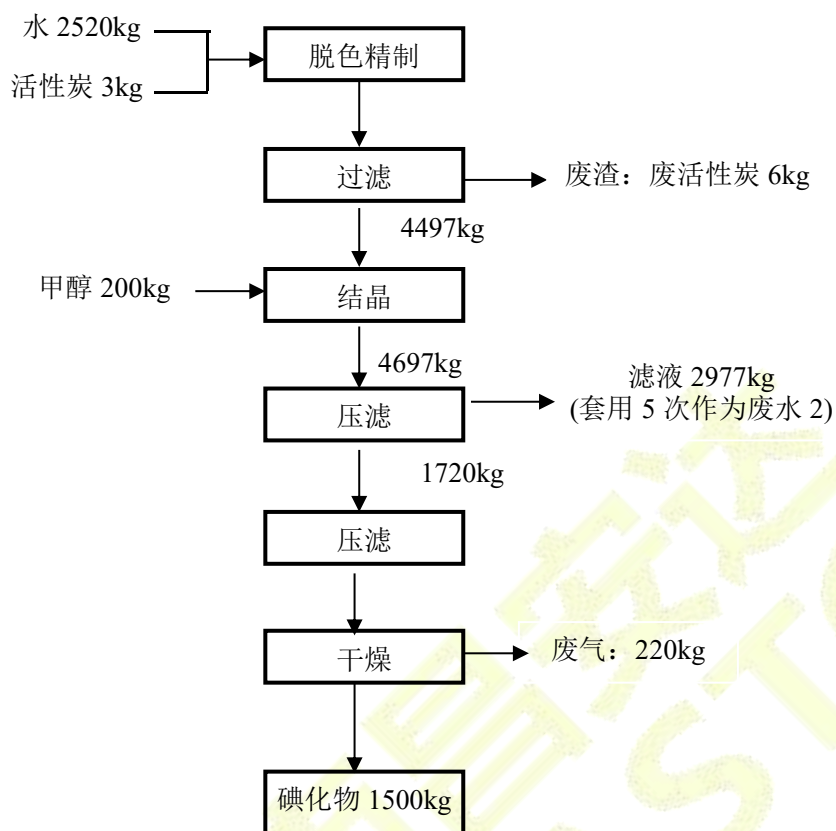 水 2520kg
活性炭 3kg
脱色精制
过滤
废渣：废活性炭 6kg
4497kg
甲醇 200kg
结晶
4697kg
滤液 2977kg
(套用 5 次作为废水 2)
压滤
1720kg
压滤
干燥
废气：220kg
碘化物 1500kg